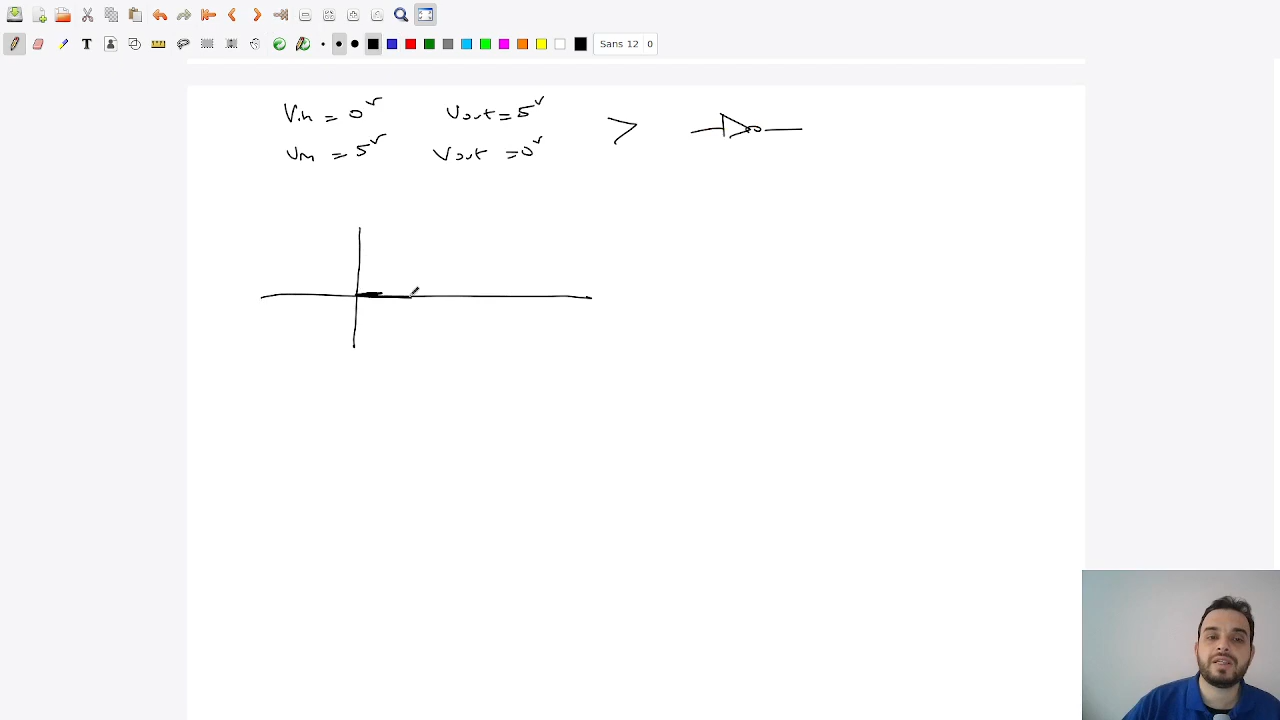 Sans 12 0
Vin = 0v Vout = 5v
Vin = 5v Vout = 0v